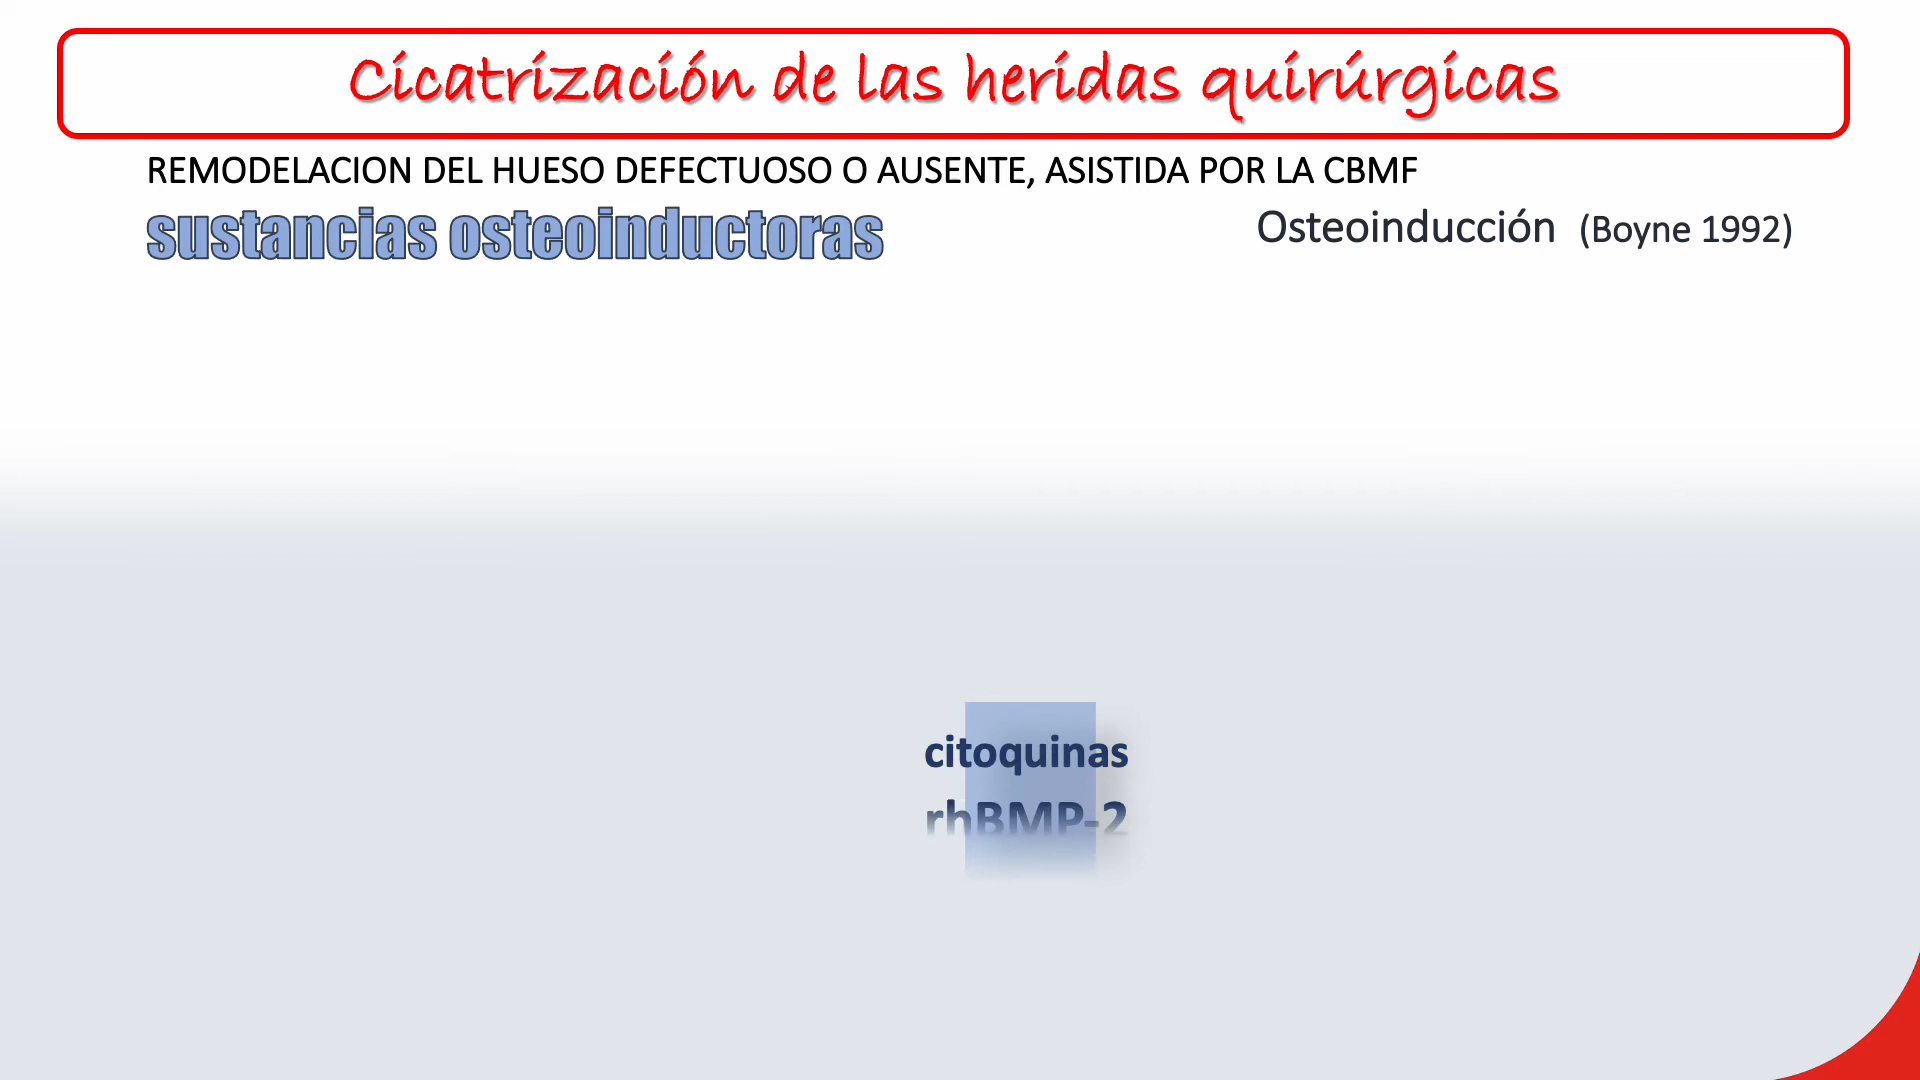 Cicatrización de las heridas quirúrgicas
REMODELACION DEL HUESO DEFECTUOSO O AUSENTE, ASISTIDA POR LA CBMF
sustancias osteoinductoras
Osteoinducción (Boyne 1992)
citoquinas
rhBMP-2